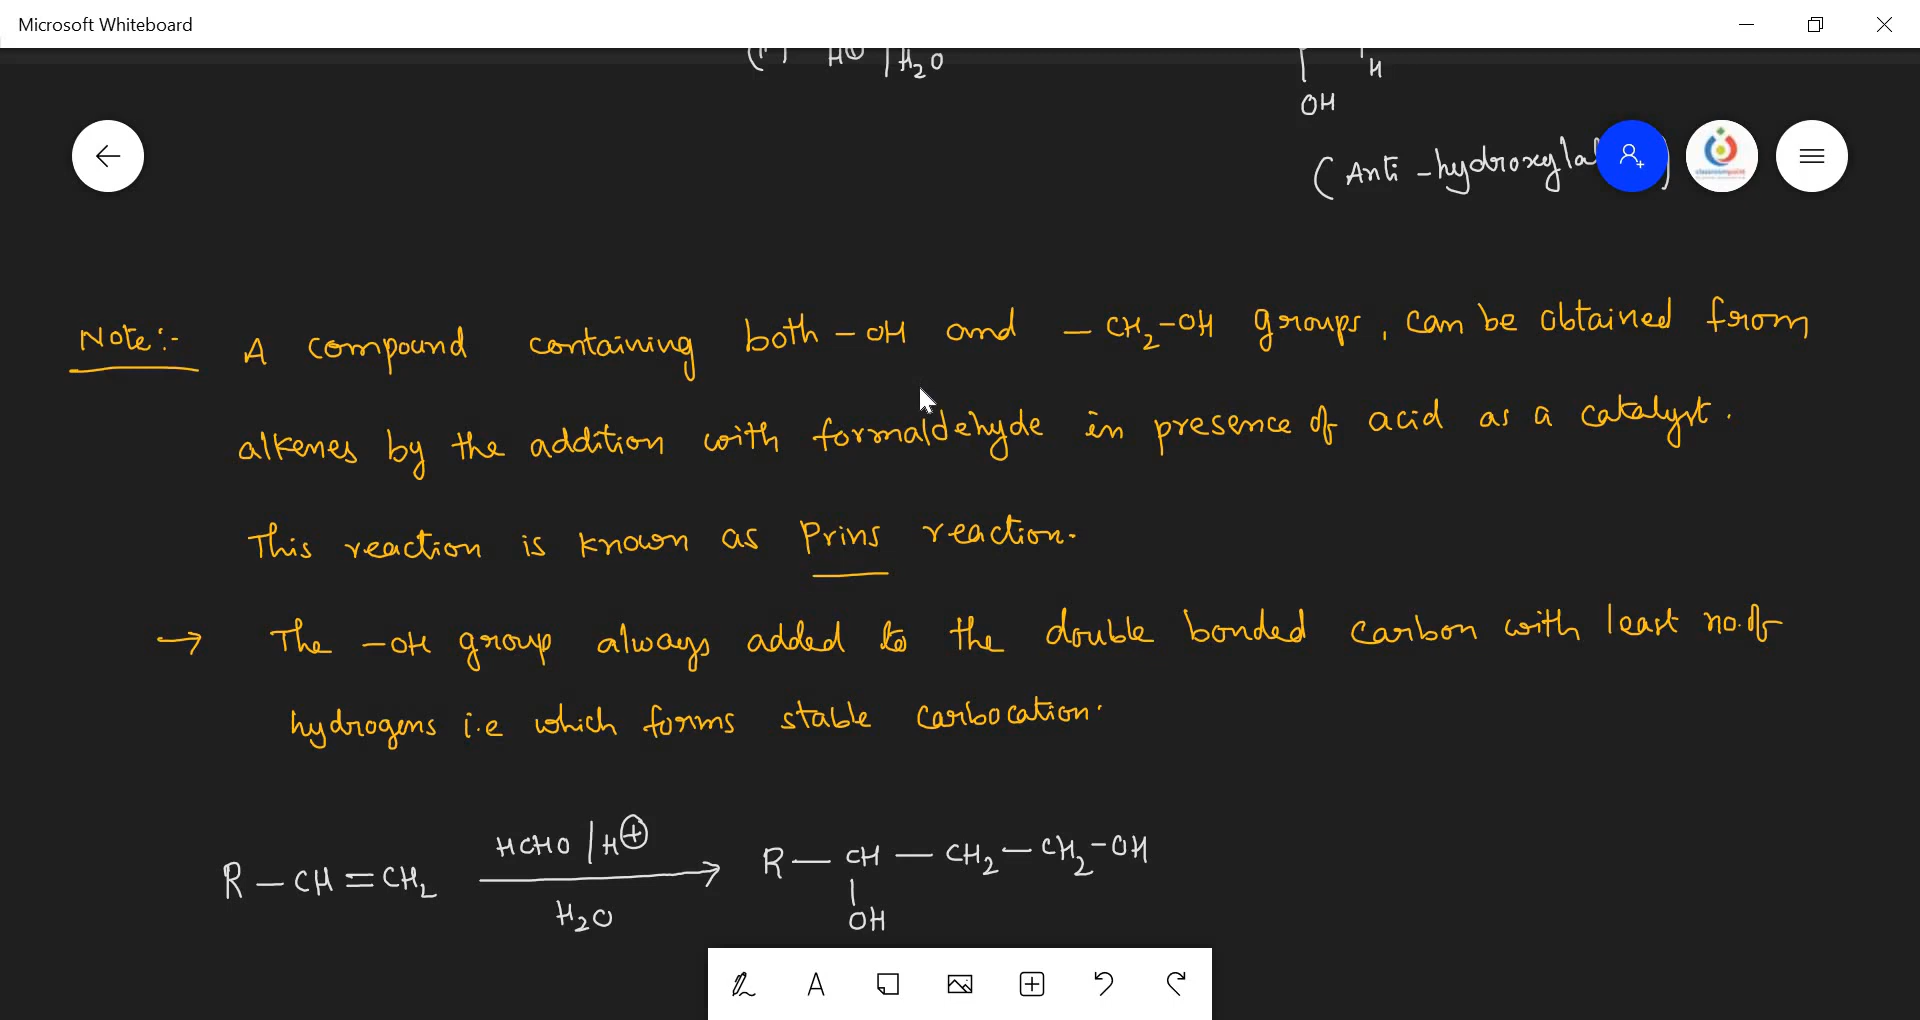 Microsoft Whiteboard
H⊕ | H₂O
H
OH
(Anti -hydroxyla
Note:- A compound containing both -OH and -CH₂-OH groups, can be obtained from
alkenes by the addition with formaldehyde in presence of acid as a catalyst.
This reaction is known as Prins reaction.
→ The -OH group always added to the double bonded carbon with least no. of
hydrogens i.e which forms stable carbocation.
HCHO | H⊕
R - CH = CH₂ → R - CH - CH₂ - CH₂ - OH
H₂O
OH